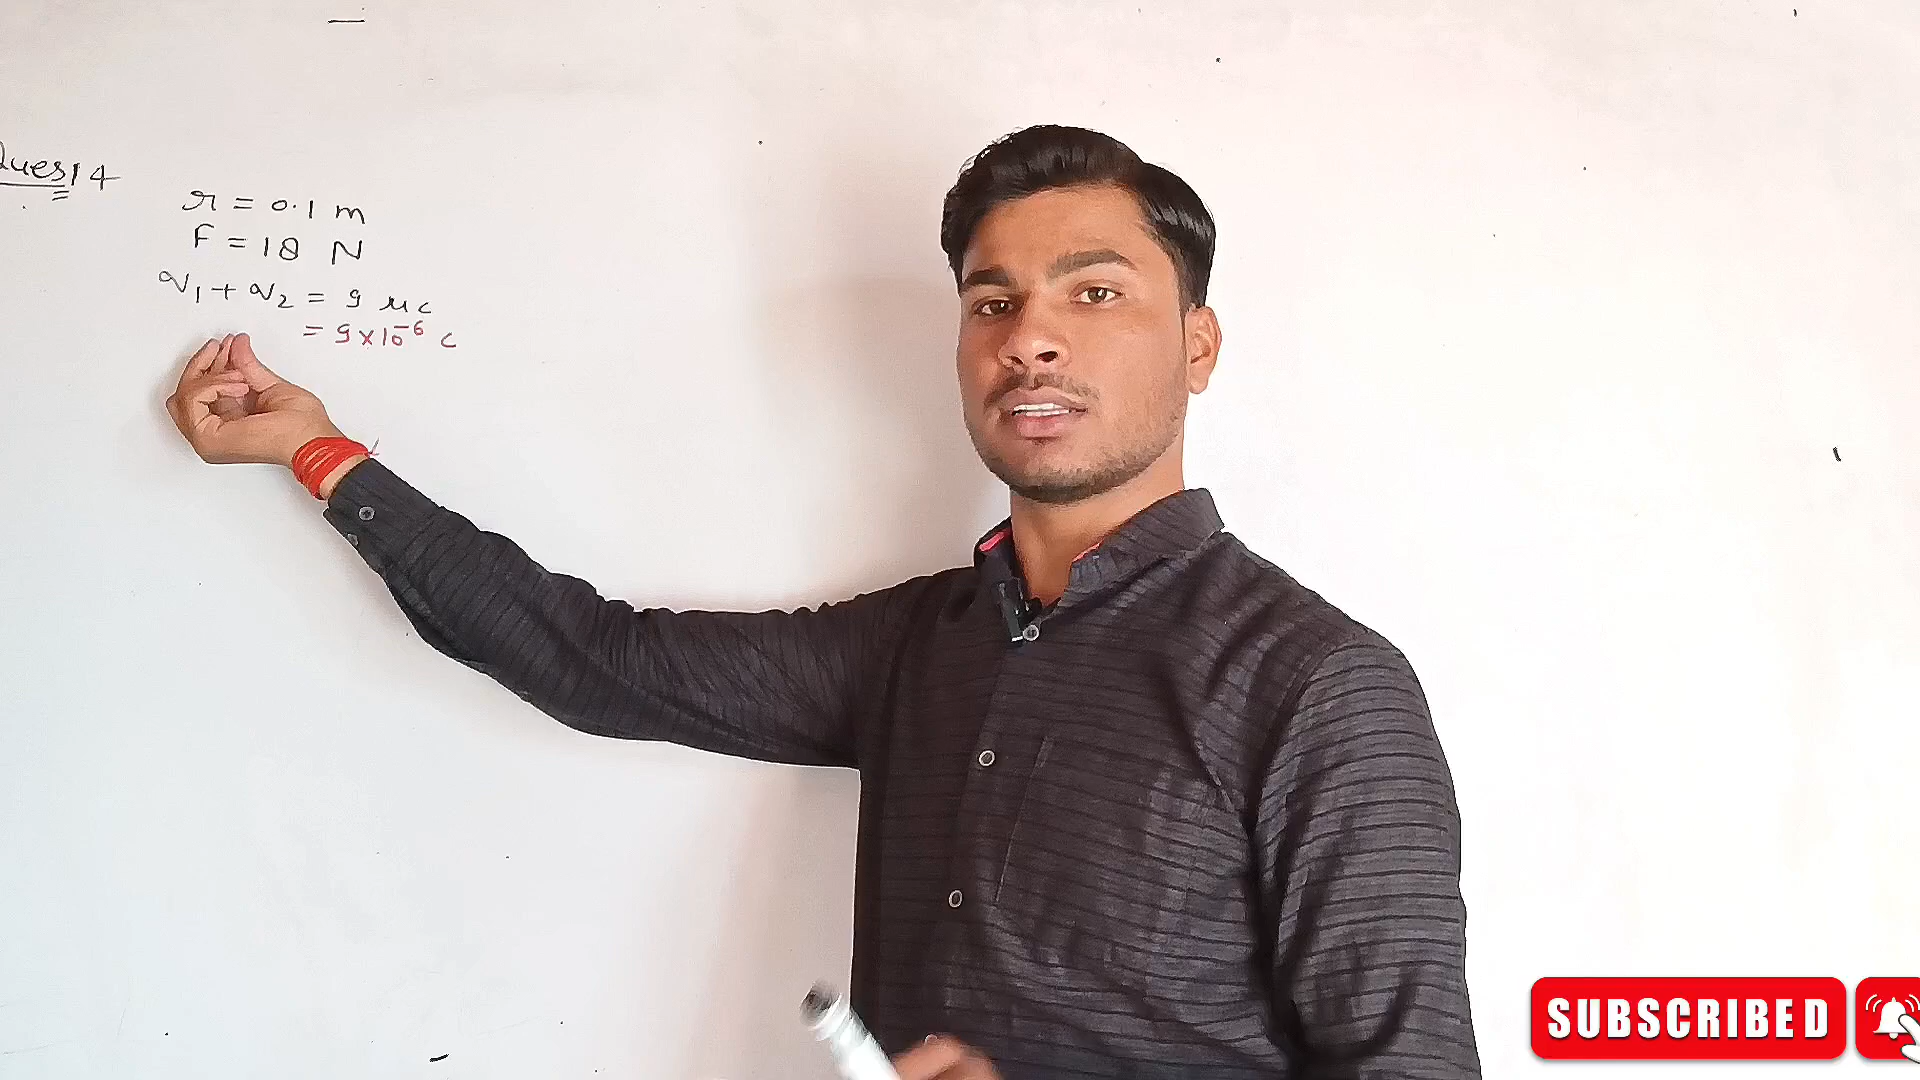 Ques 14
r = 0.1 m
F = 18 N
q₁ + q₂ = 9 μc
= 9×10⁻⁶ c
SUBSCRIBED